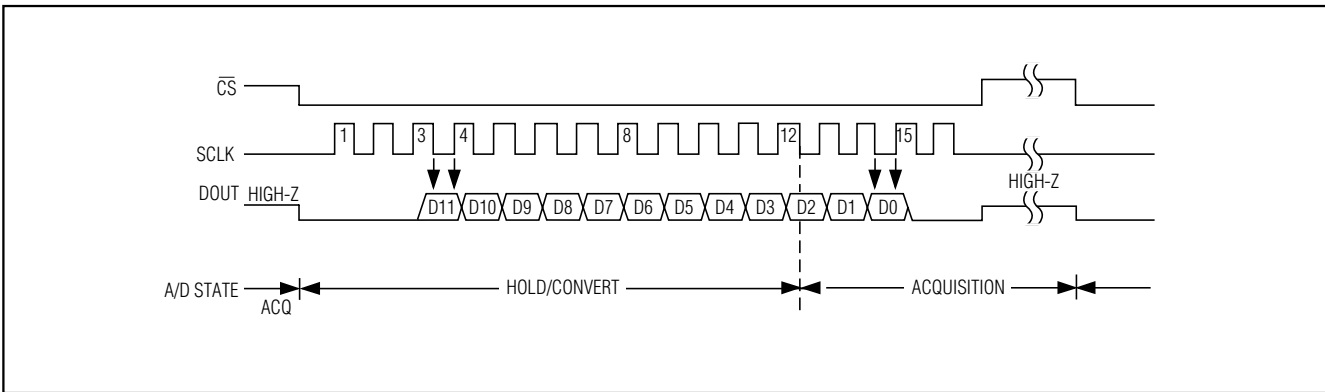 C̅S̅
1 3 4 8 12 15
SCLK
DOUT HIGH-Z HIGH-Z
D11 D10 D9 D8 D7 D6 D5 D4 D3 D2 D1 D0
A/D STATE HOLD/CONVERT ACQUISITION
ACQ